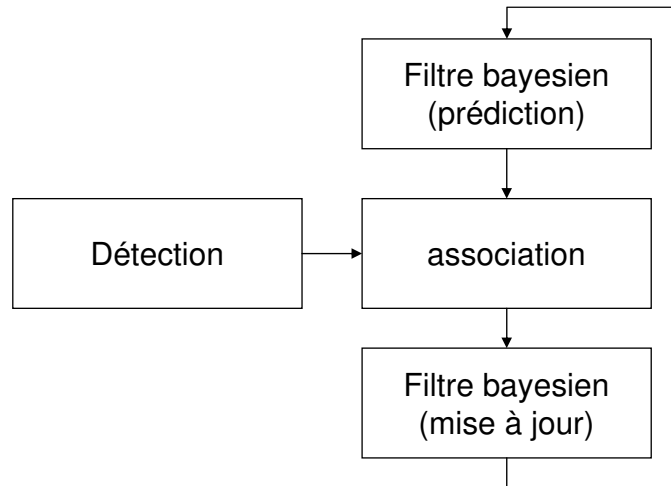 Filtre bayesien
(prédiction)
Détection
association
Filtre bayesien
(mise à jour)